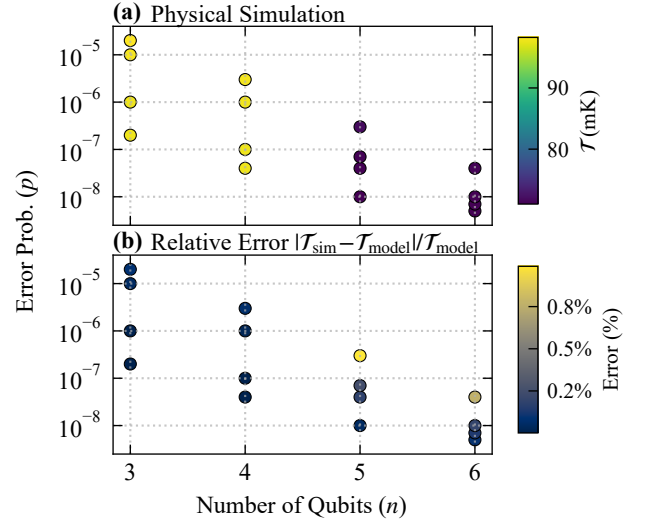 (a) Physical Simulation
10⁻⁵
10⁻⁶
10⁻⁷
10⁻⁸
90
80
𝒯 (mK)
Error Prob. (p)
(b) Relative Error |𝒯sim−𝒯model|/𝒯model
10⁻⁵
10⁻⁶
10⁻⁷
10⁻⁸
0.8%
0.5%
0.2%
Error (%)
3 4 5 6
Number of Qubits (n)